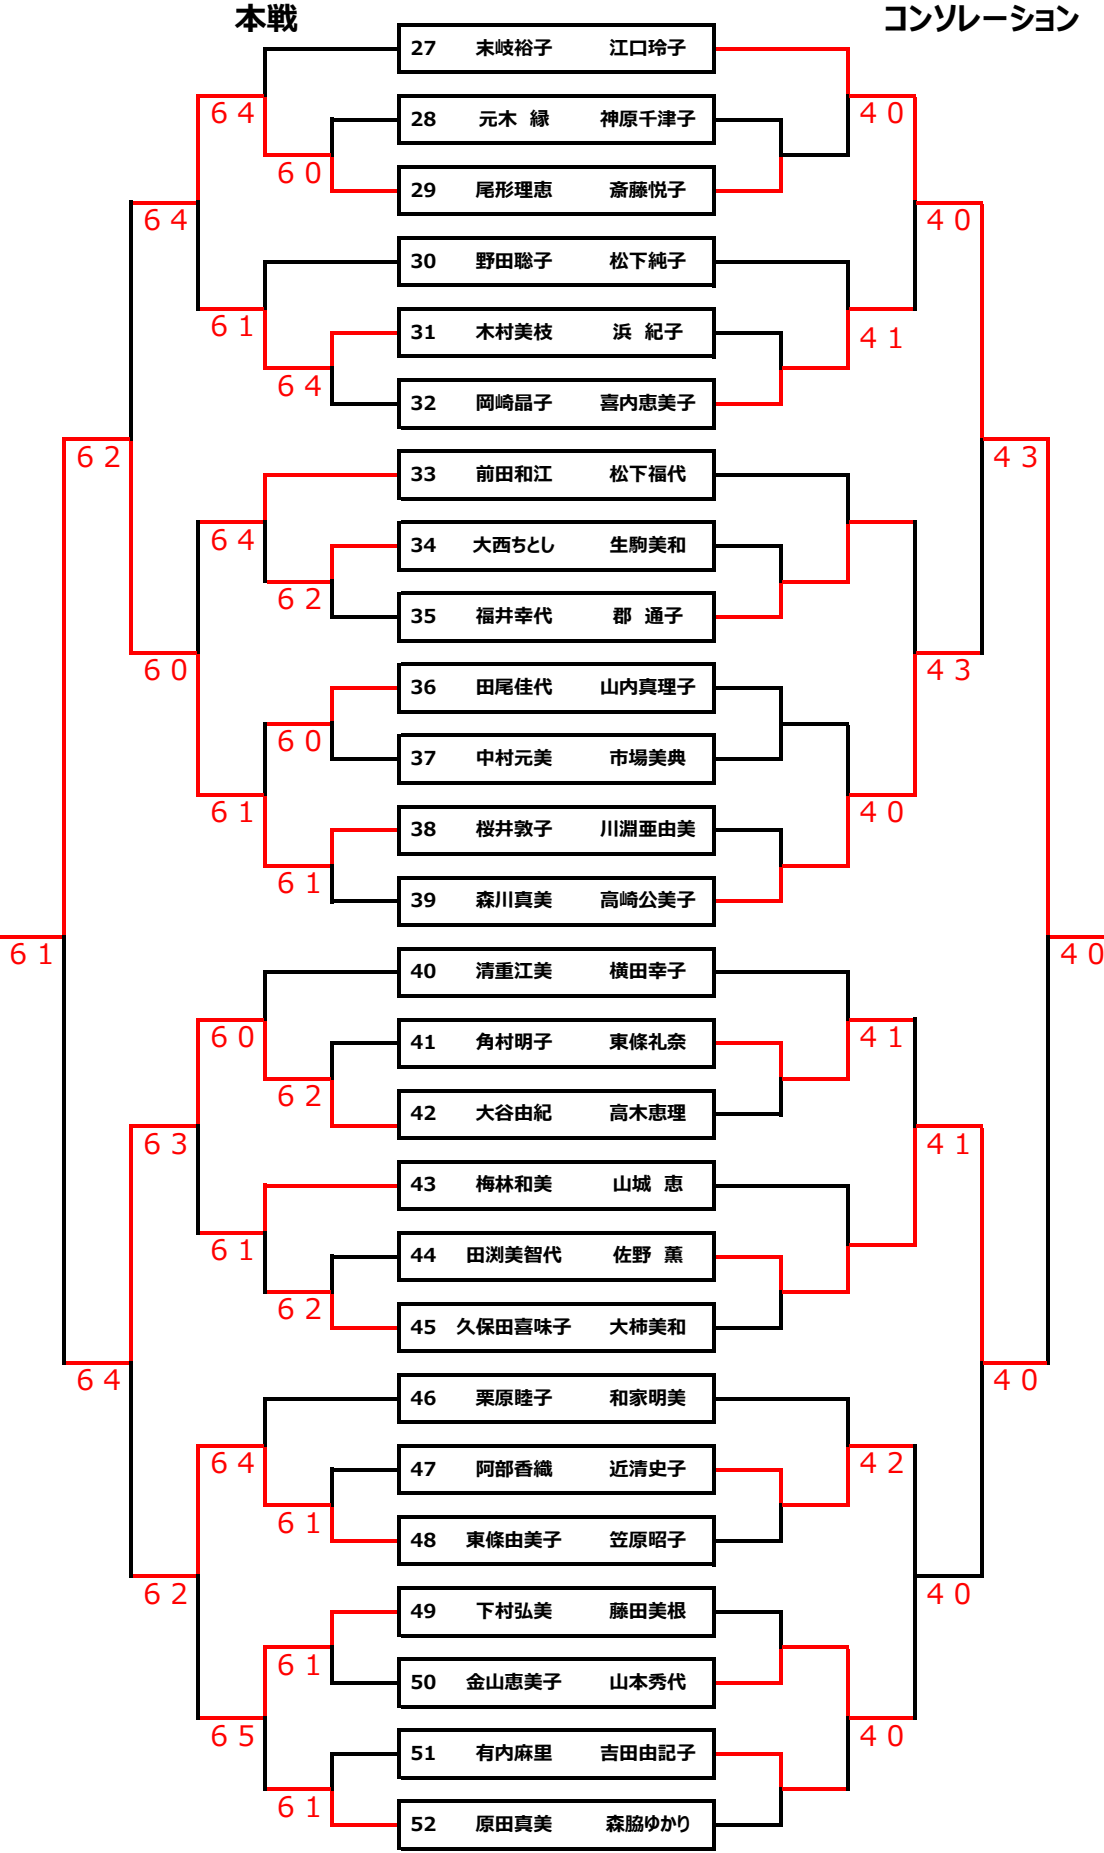 本戦 コンソレーション
27 末岐裕子 江口玲子
64 40
28 元木 縁 神原千津子
60
29 尾形理恵 斎藤悦子
64 40
30 野田聡子 松下純子
61 41
31 木村美枝 浜 紀子
64
32 岡崎晶子 喜内恵美子
62 43
33 前田和江 松下福代
64
34 大西ちとし 生駒美和
62
35 福井幸代 郡 通子
60 43
36 田尾佳代 山内真理子
60
37 中村元美 市場美典
61 40
38 桜井敦子 川淵亜由美
61
39 森川真美 高崎公美子
61 40
40 清重江美 横田幸子
60 41
41 角村明子 東條礼奈
62
42 大谷由紀 高木恵理
63 41
43 梅林和美 山城 恵
61
44 田渕美智代 佐野 薫
62
45 久保田喜味子 大柿美和
64 40
46 栗原睦子 和家明美
64 42
47 阿部香織 近清史子
61
48 東條由美子 笠原昭子
62 40
49 下村弘美 藤田美根
61
50 金山恵美子 山本秀代
65 40
51 有内麻里 吉田由記子
61
52 原田真美 森脇ゆかり